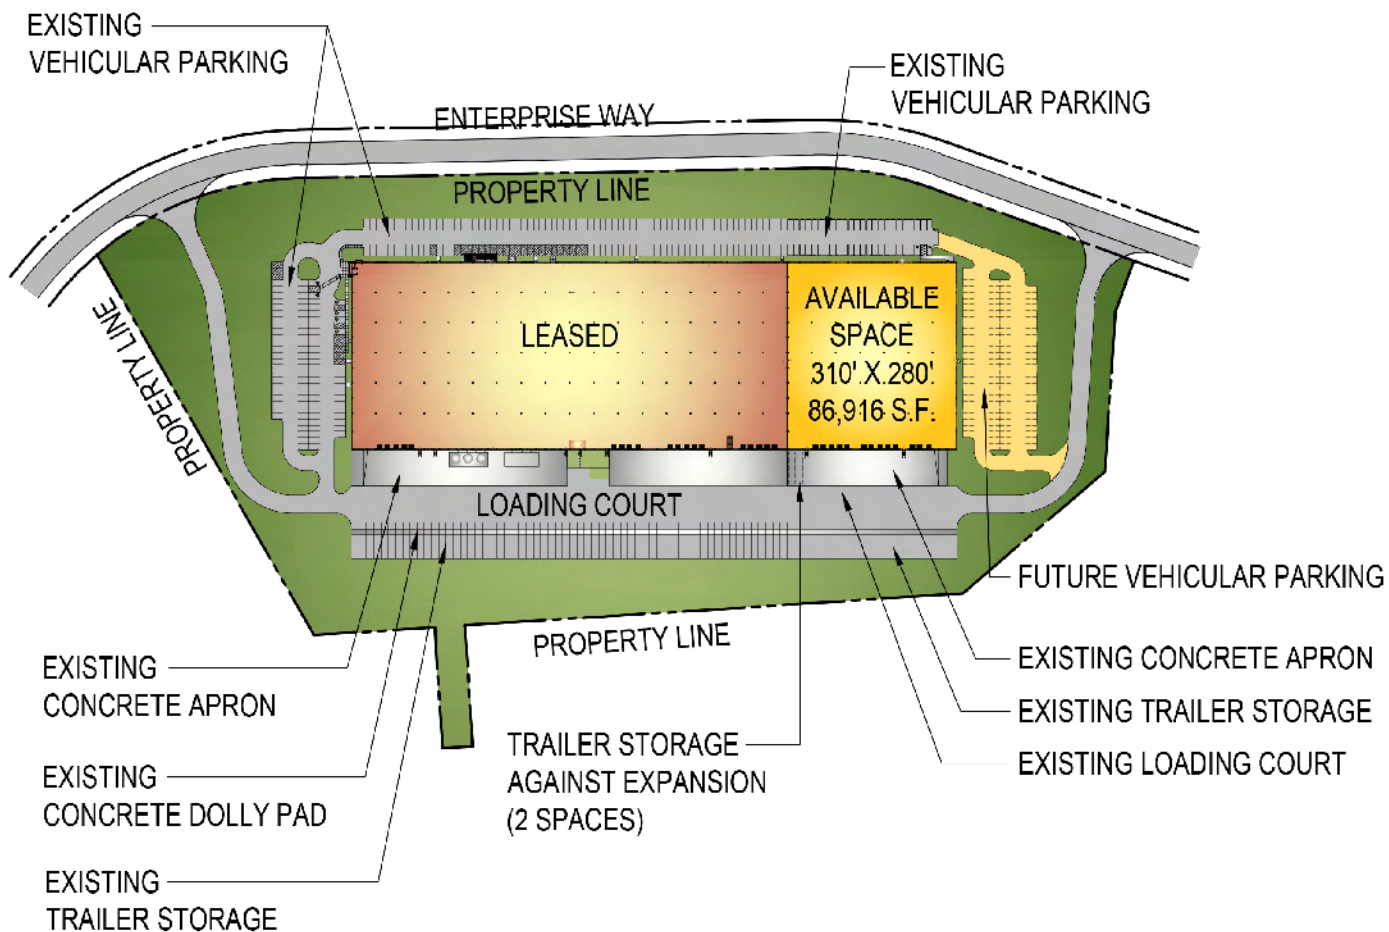 EXISTING
VEHICULAR PARKING
EXISTING
VEHICULAR PARKING
ENTERPRISE WAY
PROPERTY LINE
PROPERTY LINE
LEASED
AVAILABLE
SPACE
310' X 280'
86,916 S.F.
LOADING COURT
PROPERTY LINE
FUTURE VEHICULAR PARKING
EXISTING CONCRETE APRON
EXISTING TRAILER STORAGE
EXISTING LOADING COURT
EXISTING
CONCRETE APRON
EXISTING
CONCRETE DOLLY PAD
EXISTING
TRAILER STORAGE
TRAILER STORAGE
AGAINST EXPANSION
(2 SPACES)